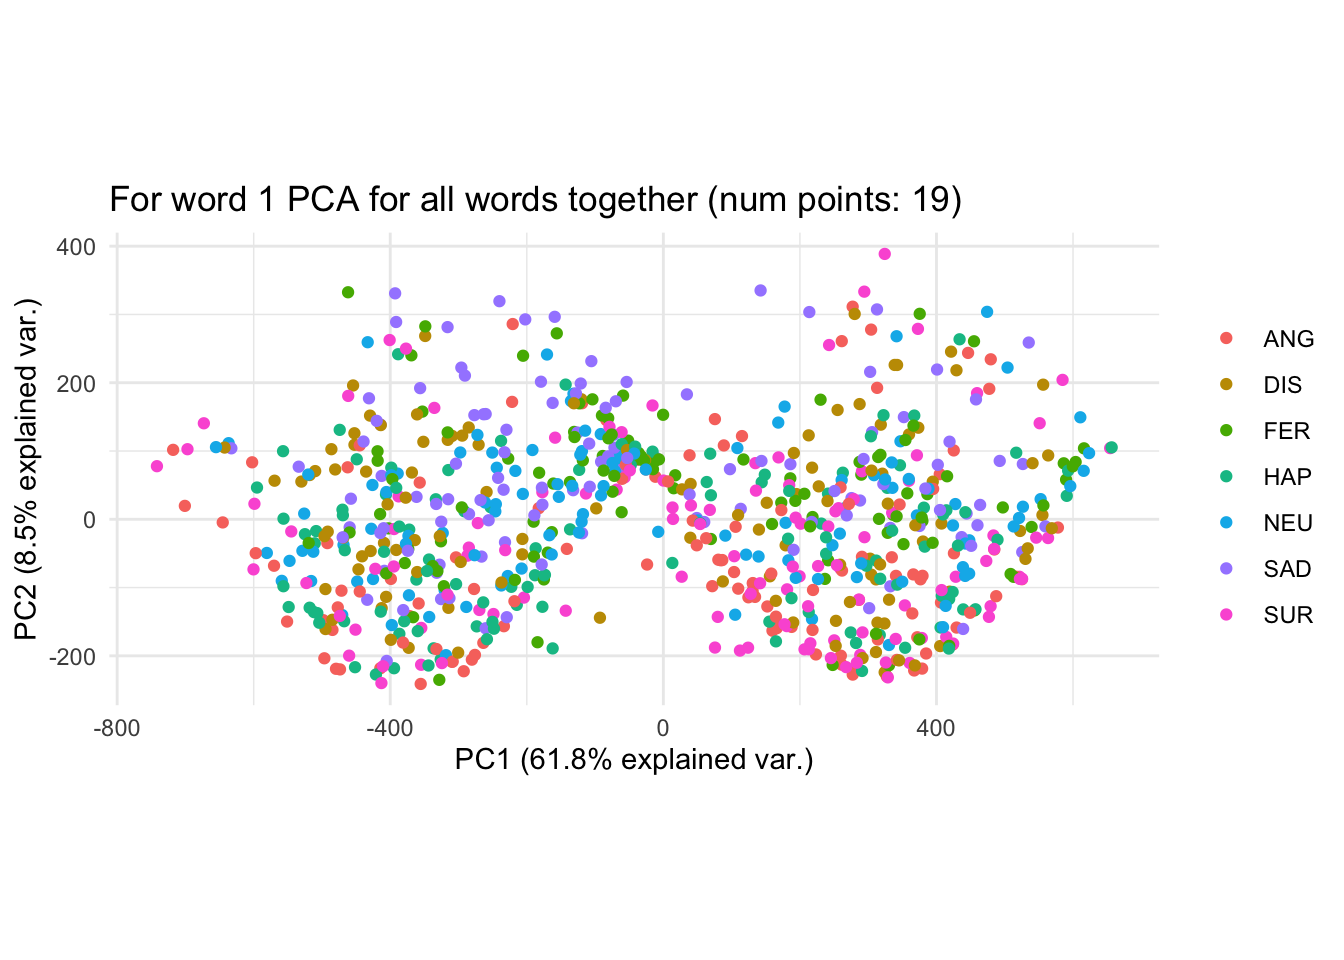 For word 1 PCA for all words together (num points: 19)
400
200
0
-200
PC2 (8.5% explained var.)
-800
-400
0
400
PC1 (61.8% explained var.)
ANG
DIS
FER
HAP
NEU
SAD
SUR